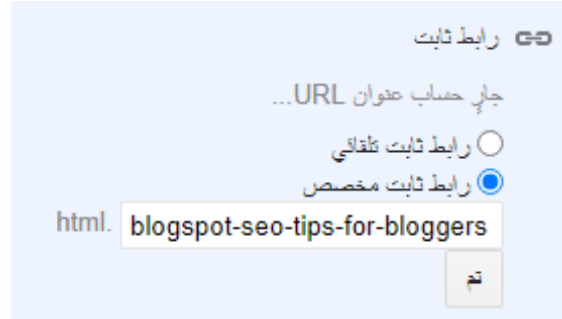 رابط ثابت
جارٍ حساب عنوان URL...
رابط ثابت تلقائي
رابط ثابت مخصص
blogspot-seo-tips-for-bloggers .html
تم